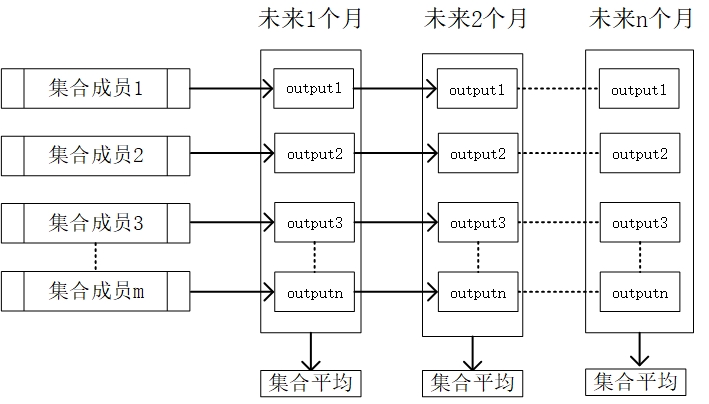 未来1个月 未来2个月 未来n个月
集合成员1 output1 output1 output1
集合成员2 output2 output2 output2
集合成员3 output3 output3 output3
集合成员m outputn outputn outputn
集合平均 集合平均 集合平均